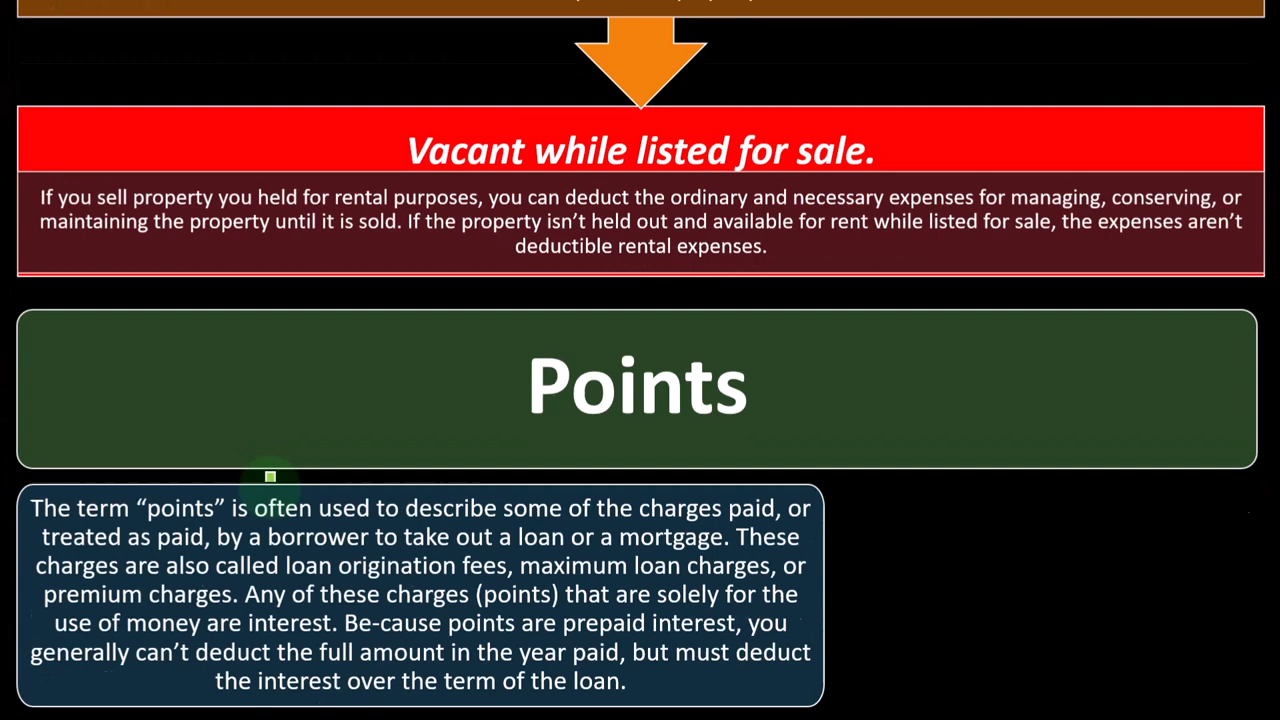 Vacant while listed for sale.
If you sell property you held for rental purposes, you can deduct the ordinary and necessary expenses for managing, conserving, or
maintaining the property until it is sold. If the property isn't held out and available for rent while listed for sale, the expenses aren't
deductible rental expenses.
Points
The term “points” is often used to describe some of the charges paid, or
treated as paid, by a borrower to take out a loan or a mortgage. These
charges are also called loan origination fees, maximum loan charges, or
premium charges. Any of these charges (points) that are solely for the
use of money are interest. Be-cause points are prepaid interest, you
generally can't deduct the full amount in the year paid, but must deduct
the interest over the term of the loan.